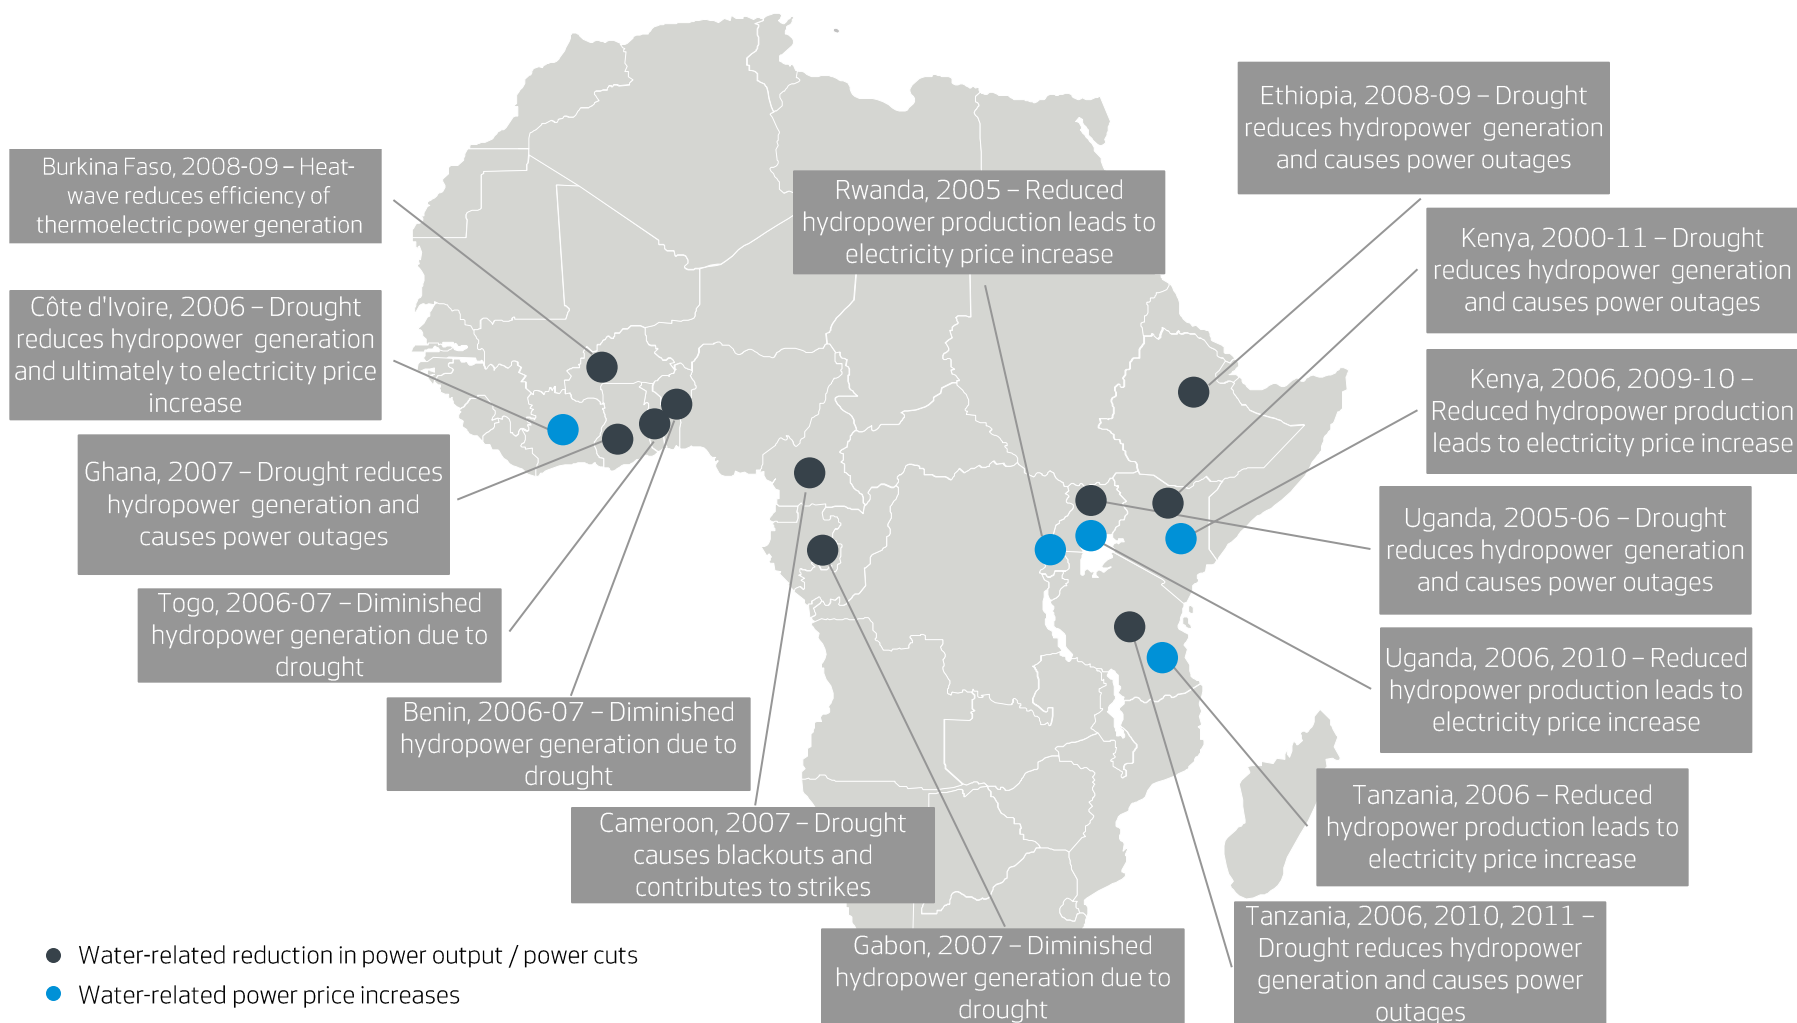 Burkina Faso, 2008-09 – Heat-
wave reduces efficiency of
thermoelectric power generation
Côte d'Ivoire, 2006 – Drought
reduces hydropower generation
and ultimately to electricity price
increase
Ghana, 2007 – Drought reduces
hydropower generation and
causes power outages
Togo, 2006-07 – Diminished
hydropower generation due to
drought
Benin, 2006-07 – Diminished
hydropower generation due to
drought
Cameroon, 2007 – Drought
causes blackouts and
contributes to strikes
Gabon, 2007 – Diminished
hydropower generation due to
drought
Rwanda, 2005 – Reduced
hydropower production leads to
electricity price increase
Ethiopia, 2008-09 – Drought
reduces hydropower generation
and causes power outages
Kenya, 2000-11 – Drought
reduces hydropower generation
and causes power outages
Kenya, 2006, 2009-10 –
Reduced hydropower production
leads to electricity price increase
Uganda, 2005-06 – Drought
reduces hydropower generation
and causes power outages
Uganda, 2006, 2010 – Reduced
hydropower production leads to
electricity price increase
Tanzania, 2006 – Reduced
hydropower production leads to
electricity price increase
Tanzania, 2006, 2010, 2011 –
Drought reduces hydropower
generation and causes power
outages
Water-related reduction in power output / power cuts
Water-related power price increases